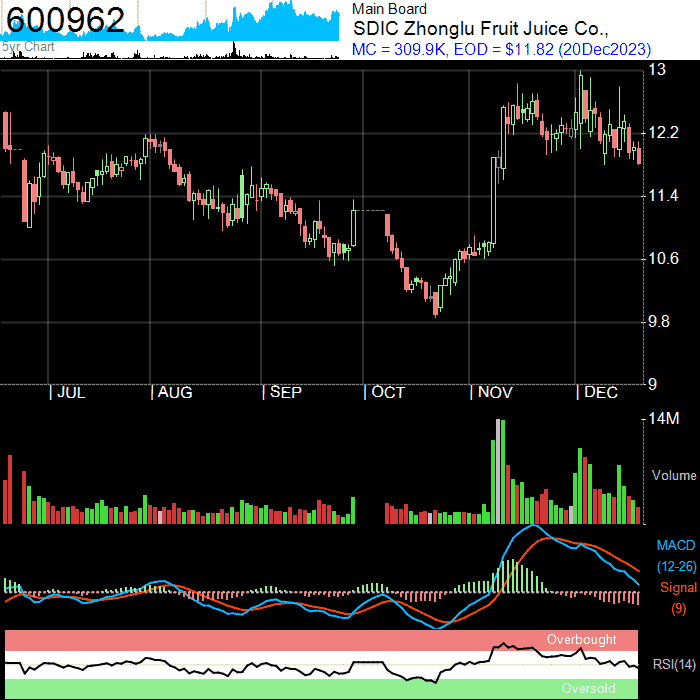 600962
5yr Chart
Main Board
SDIC Zhonglu Fruit Juice Co.,
MC = 309.9K, EOD = $11.82 (20Dec2023)
13
12.2
11.4
10.6
9.8
9
JUL
AUG
SEP
OCT
NOV
DEC
14M
Volume
MACD
(12-26)
Signal
(9)
Overbought
RSI(14)
Oversold